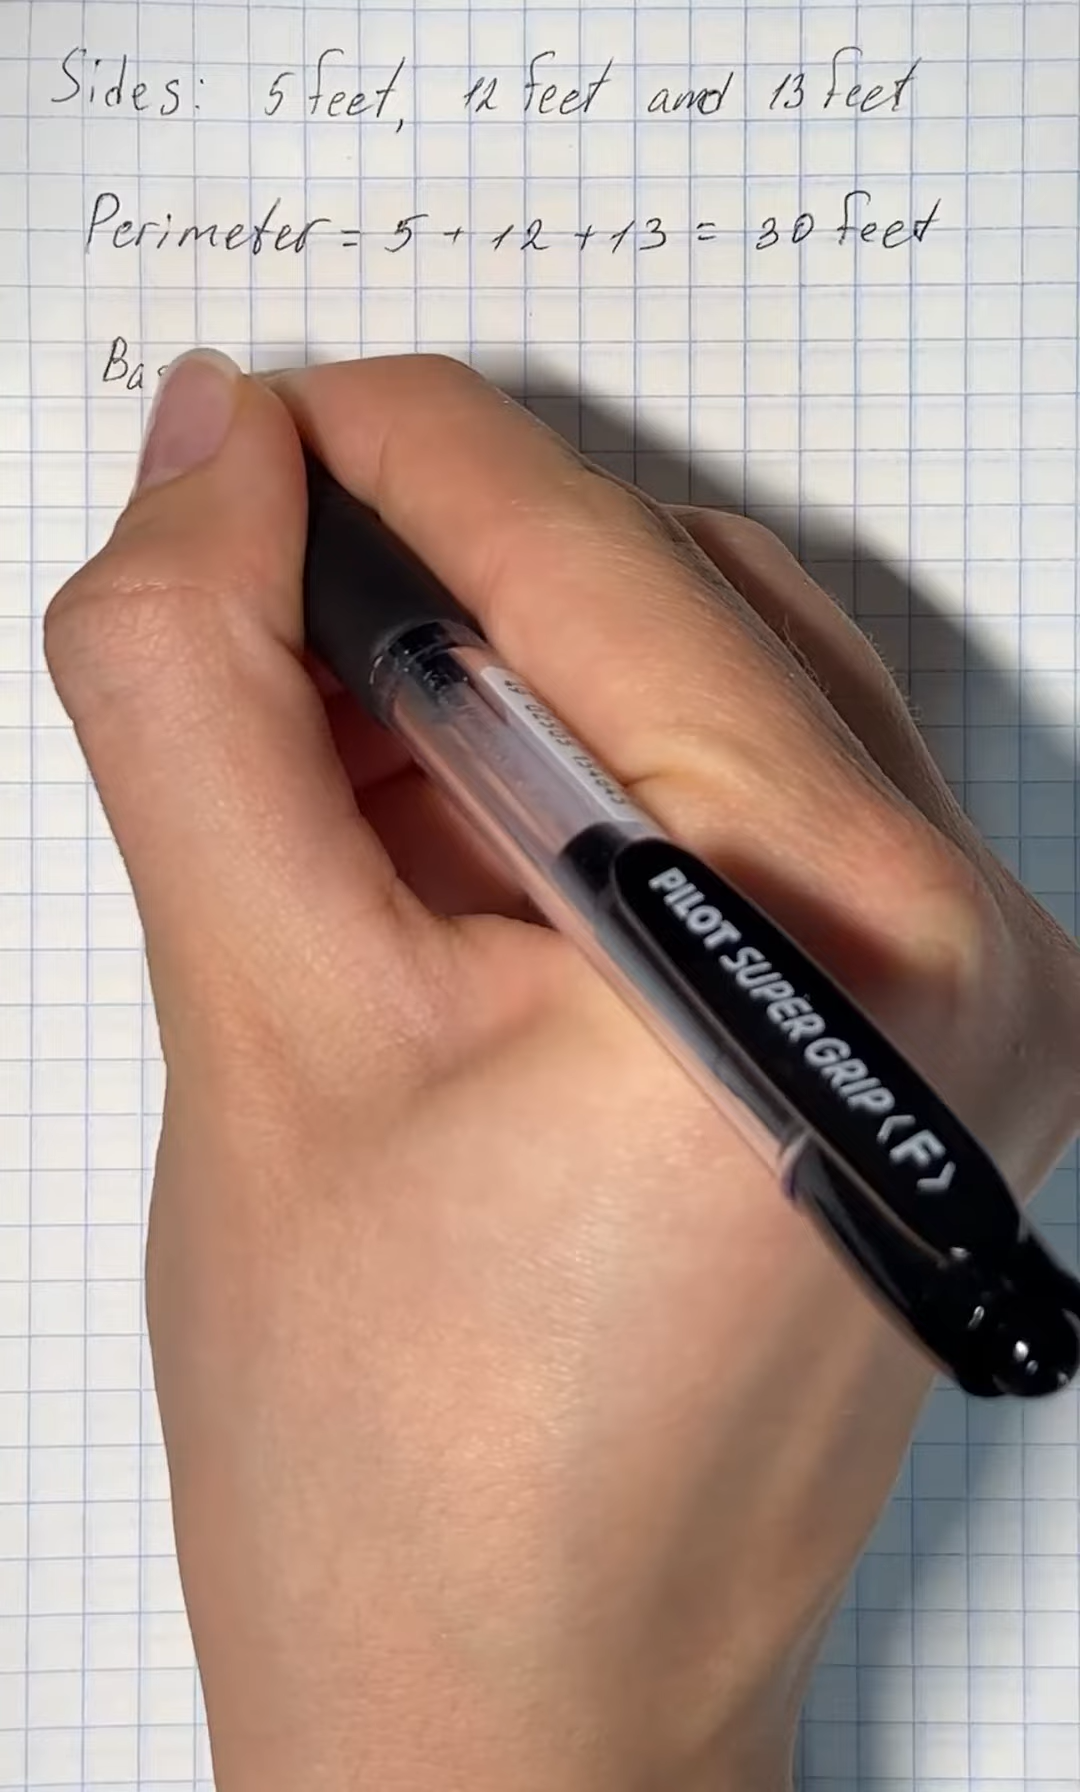 Sides: 5 feet, 12 feet and 13 feet
Perimeter = 5 + 12 + 13 = 30 feet
PILOT SUPER GRIP <F>